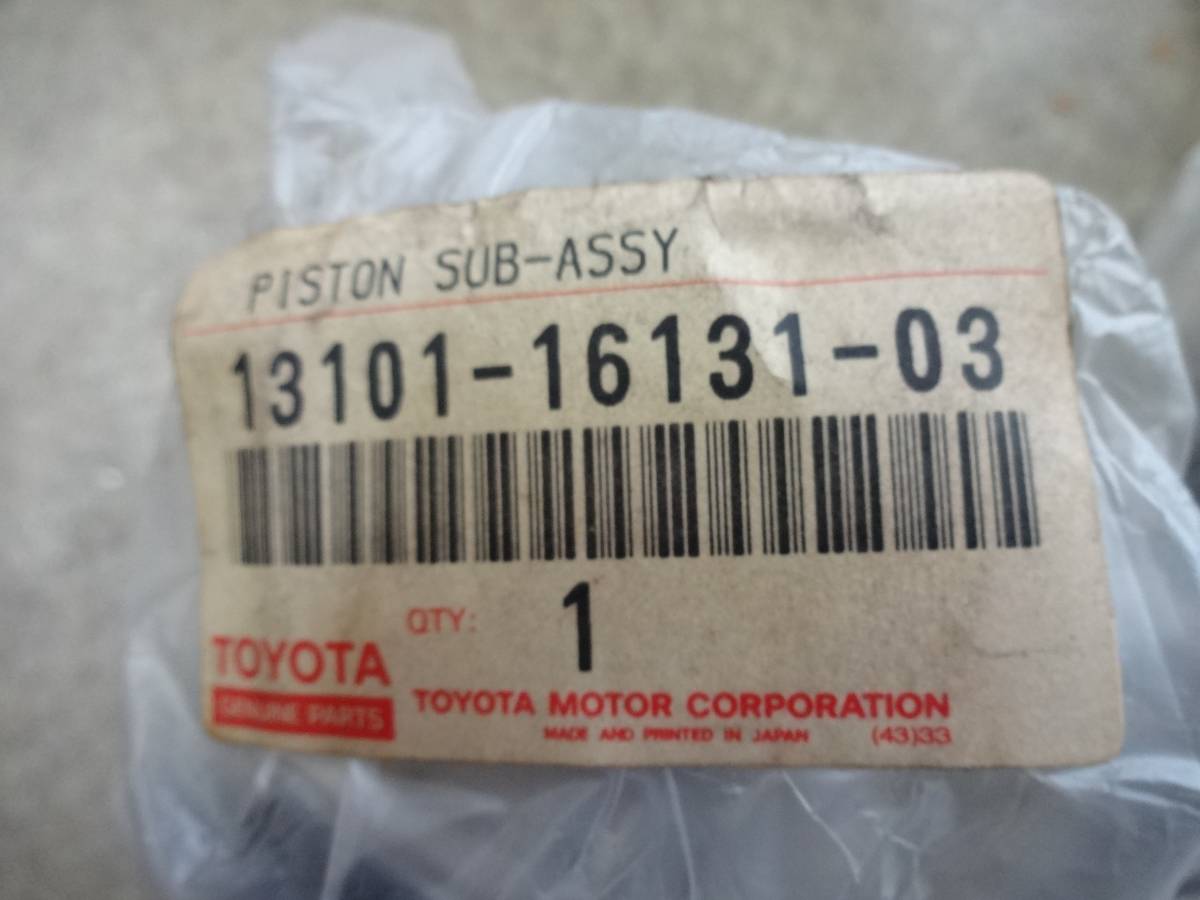 PISTON SUB-ASSY
13101-16131-03
QTY: 1
TOYOTA
GENUINE PARTS
TOYOTA MOTOR CORPORATION
MADE AND PRINTED IN JAPAN (43)33